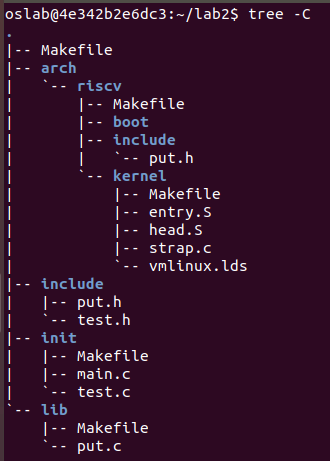 oslab@4e342b2e6dc3:~/lab2$ tree -C
.
|-- Makefile
|-- arch
|   `-- riscv
|       |-- Makefile
|       |-- boot
|       |-- include
|       |   `-- put.h
|       `-- kernel
|           |-- Makefile
|           |-- entry.S
|           |-- head.S
|           |-- strap.c
|           `-- vmlinux.lds
|-- include
|   |-- put.h
|   `-- test.h
|-- init
|   |-- Makefile
|   |-- main.c
|   `-- test.c
`-- lib
    |-- Makefile
    `-- put.c